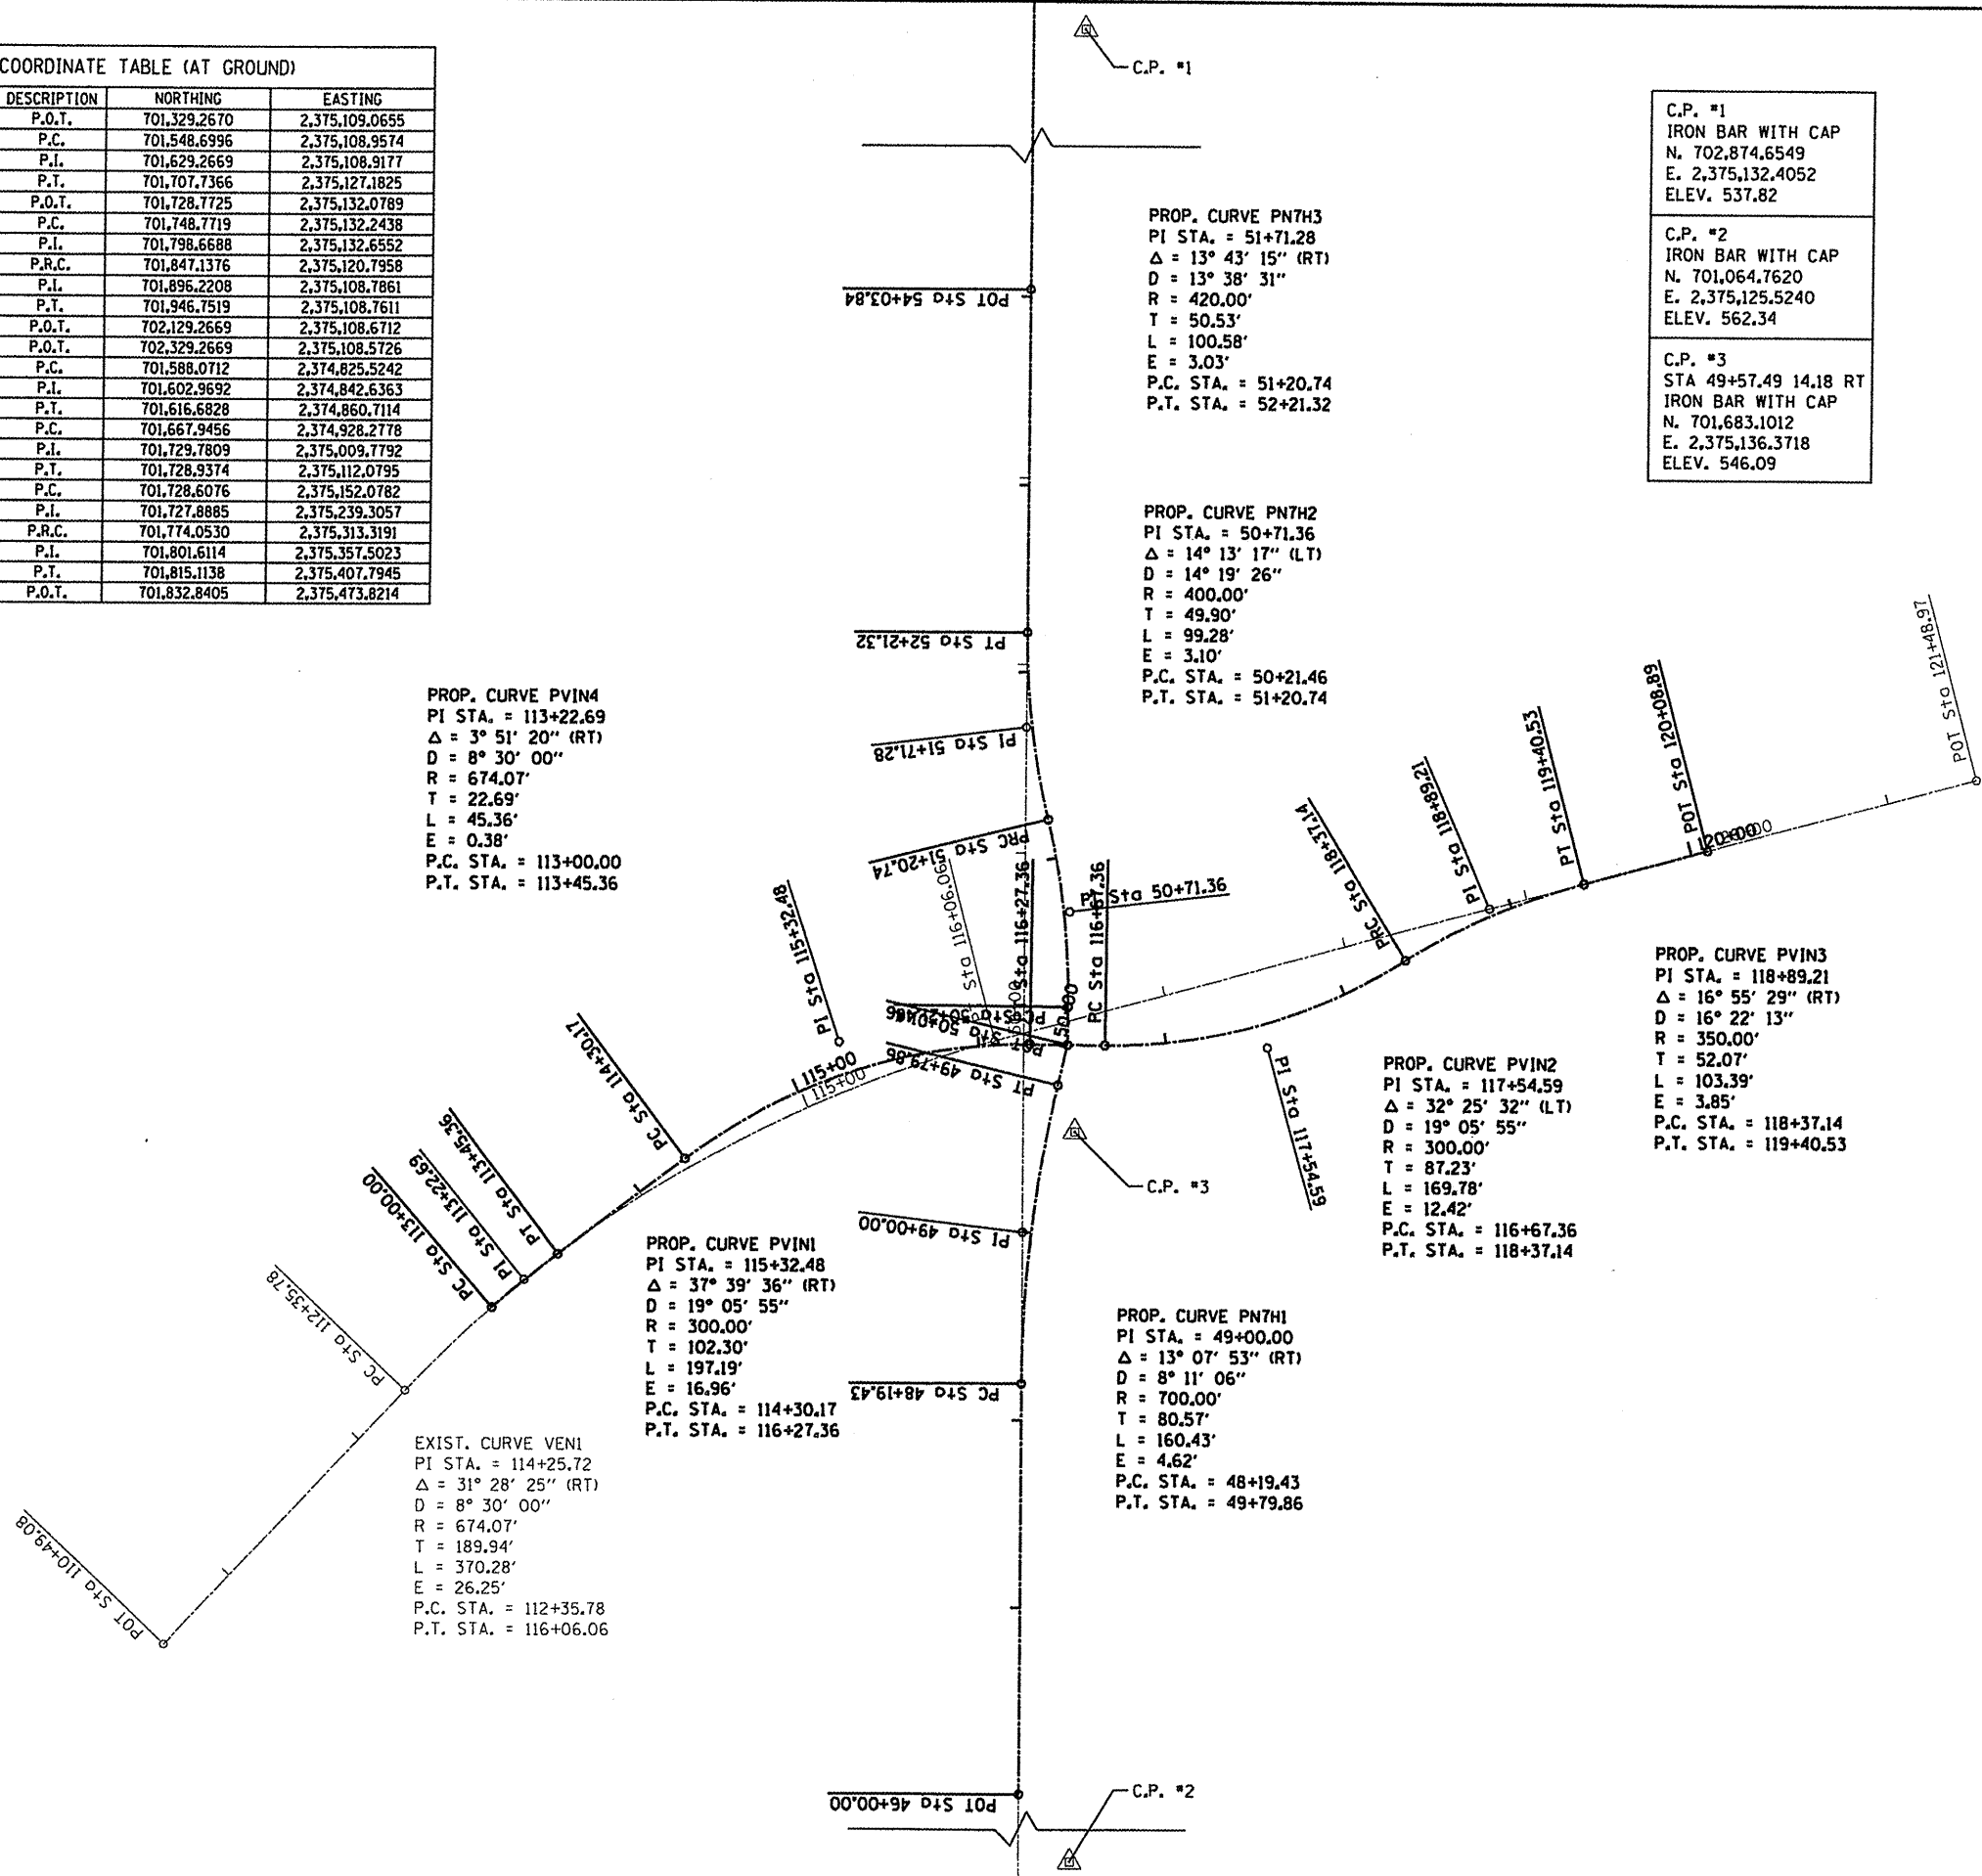 COORDINATE TABLE (AT GROUND)
DESCRIPTION NORTHING EASTING
P.O.T. 701,329.2670 2,375,109.0655
P.C. 701,548.6996 2,375,108.9574
P.I. 701,629.2669 2,375,108.9177
P.T. 701,707.7366 2,375,127.1825
P.O.T. 701,728.7725 2,375,132.0789
P.C. 701,748.7719 2,375,132.2438
P.I. 701,798.6688 2,375,132.6552
P.R.C. 701,847.1376 2,375,120.7958
P.I. 701,896.2208 2,375,108.7861
P.T. 701,946.7519 2,375,108.7611
P.O.T. 702,129.2669 2,375,108.6712
P.O.T. 702,329.2669 2,375,108.5726
P.C. 701,588.0712 2,374,825.5242
P.I. 701,602.9692 2,374,842.6363
P.T. 701,616.6828 2,374,860.7114
P.C. 701,667.9456 2,374,928.2778
P.I. 701,729.7809 2,375,009.7792
P.T. 701,728.9374 2,375,112.0795
P.C. 701,728.6076 2,375,152.0782
P.I. 701,727.8885 2,375,239.3057
P.R.C. 701,774.0530 2,375,313.3191
P.I. 701,801.6114 2,375,357.5023
P.T. 701,815.1138 2,375,407.7945
P.O.T. 701,832.8405 2,375,473.8214
C.P. #1
C.P. #1
IRON BAR WITH CAP
N. 702,874.6549
E. 2,375,132.4052
ELEV. 537.82
C.P. #2
IRON BAR WITH CAP
N. 701,064.7620
E. 2,375,125.5240
ELEV. 562.34
C.P. #3
STA 49+57.49 14.18 RT
IRON BAR WITH CAP
N. 701,683.1012
E. 2,375,136.3718
ELEV. 546.09
PROP. CURVE PN7H3
PI STA. = 51+71.28
Δ = 13° 43' 15" (RT)
D = 13° 38' 31"
R = 420.00'
T = 50.53'
L = 100.58'
E = 3.03'
P.C. STA. = 51+20.74
P.T. STA. = 52+21.32
POT Sta 54+03.84
PROP. CURVE PN7H2
PI STA. = 50+71.36
Δ = 14° 13' 17" (LT)
D = 14° 19' 26"
R = 400.00'
T = 49.90'
L = 99.28'
E = 3.10'
P.C. STA. = 50+21.46
P.T. STA. = 51+20.74
PT Sta 52+21.32
PI Sta 51+71.28
PRC Sta 51+20.74
PROP. CURVE PVIN4
PI STA. = 113+22.69
Δ = 3° 51' 20" (RT)
D = 8° 30' 00"
R = 674.07'
T = 22.69'
L = 45.36'
E = 0.38'
P.C. STA. = 113+00.00
P.T. STA. = 113+45.36
PI Sta 115+32.48
Sta 116+06.06
Sta 116+27.36
PC Sta 116+67.36
PI Sta 50+71.36
PRC Sta 118+37.14
PI Sta 118+89.21
PT Sta 119+40.53
POT Sta 120+08.89
POT Sta 121+48.97
120+00
PC Sta 50+21.46
PT Sta 49+79.86
115+00
115+00
PC Sta 114+30.17
PT Sta 113+45.36
PI Sta 113+22.69
PC Sta 113+00.00
PC Sta 112+35.78
POT Sta 110+49.08
PI Sta 117+54.59
C.P. #3
PI Sta 49+00.00
PC Sta 48+19.43
POT Sta 46+00.00
C.P. #2
PROP. CURVE PVIN3
PI STA. = 118+89.21
Δ = 16° 55' 29" (RT)
D = 16° 22' 13"
R = 350.00'
T = 52.07'
L = 103.39'
E = 3.85'
P.C. STA. = 118+37.14
P.T. STA. = 119+40.53
PROP. CURVE PVIN2
PI STA. = 117+54.59
Δ = 32° 25' 32" (LT)
D = 19° 05' 55"
R = 300.00'
T = 87.23'
L = 169.78'
E = 12.42'
P.C. STA. = 116+67.36
P.T. STA. = 118+37.14
PROP. CURVE PVIN1
PI STA. = 115+32.48
Δ = 37° 39' 36" (RT)
D = 19° 05' 55"
R = 300.00'
T = 102.30'
L = 197.19'
E = 16.96'
P.C. STA. = 114+30.17
P.T. STA. = 116+27.36
PROP. CURVE PN7H1
PI STA. = 49+00.00
Δ = 13° 07' 53" (RT)
D = 8° 11' 06"
R = 700.00'
T = 80.57'
L = 160.43'
E = 4.62'
P.C. STA. = 48+19.43
P.T. STA. = 49+79.86
EXIST. CURVE VEN1
PI STA. = 114+25.72
Δ = 31° 28' 25" (RT)
D = 8° 30' 00"
R = 674.07'
T = 189.94'
L = 370.28'
E = 26.25'
P.C. STA. = 112+35.78
P.T. STA. = 116+06.06